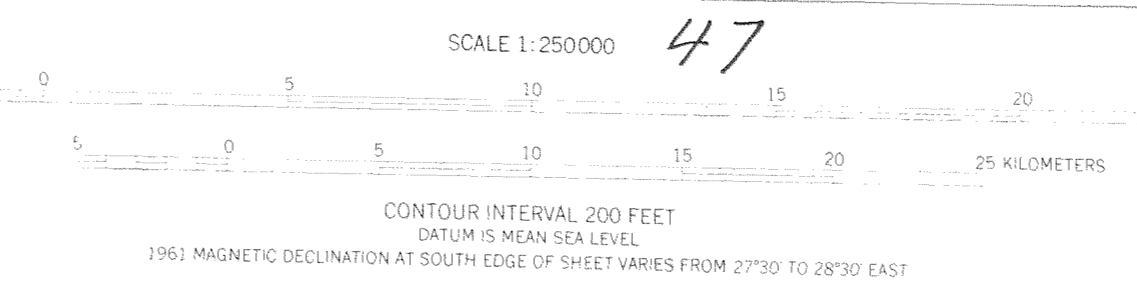 SCALE 1:250000 47
0 5 10 15 20
5 0 5 10 15 20 25 KILOMETERS
CONTOUR INTERVAL 200 FEET
DATUM IS MEAN SEA LEVEL
1961 MAGNETIC DECLINATION AT SOUTH EDGE OF SHEET VARIES FROM 27°30' TO 28°30' EAST